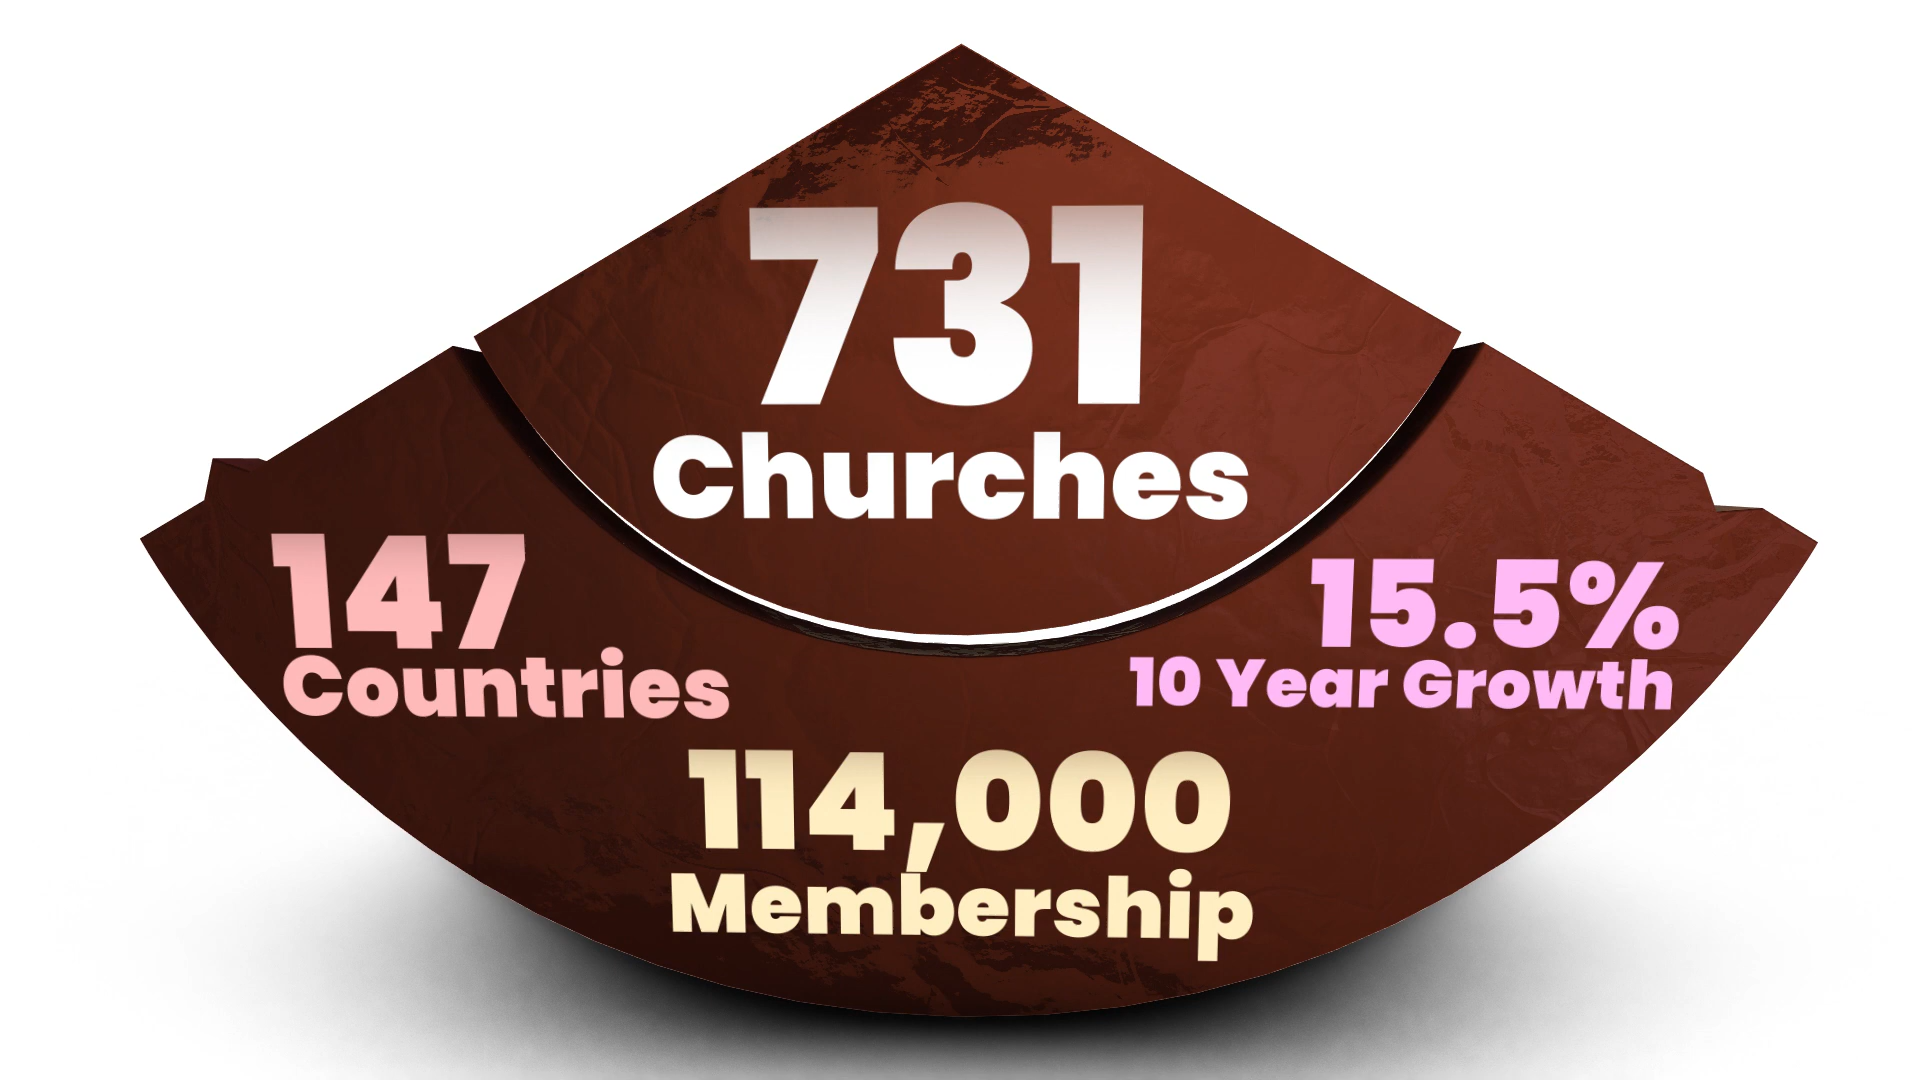 731
Churches
147
Countries
15.5%
10 Year Growth
114,000
Membership